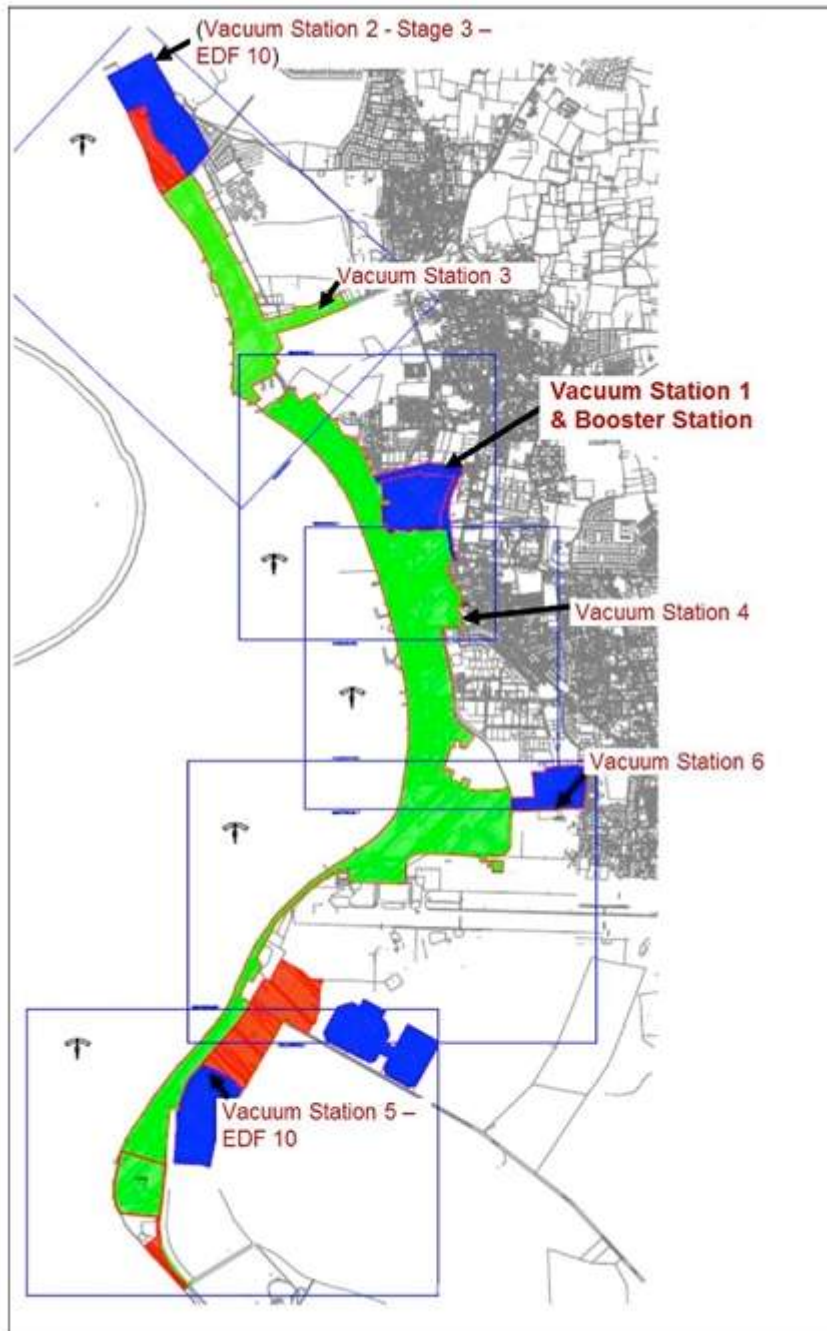 (Vacuum Station 2 - Stage 3 –
EDF 10)
Vacuum Station 3
Vacuum Station 1
& Booster Station
Vacuum Station 4
Vacuum Station 6
Vacuum Station 5 –
EDF 10